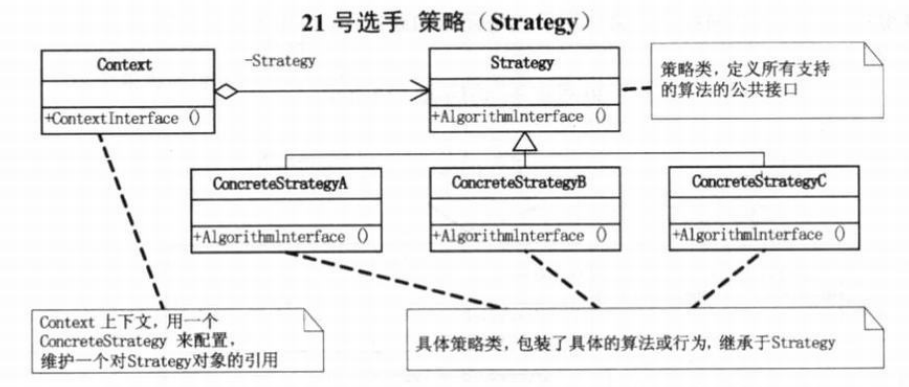 21 号选手 策略（Strategy）
Context
-Strategy
Strategy
策略类，定义所有支持
的算法的公共接口
+ContextInterface ()
+AlgorithmInterface ()
ConcreteStrategyA
ConcreteStrategyB
ConcreteStrategyC
+AlgorithmInterface ()
+AlgorithmInterface ()
+AlgorithmInterface ()
Context 上下文，用一个
ConcreteStrategy 来配置，
维护一个对Strategy对象的引用
具体策略类，包装了具体的算法或行为，继承于Strategy